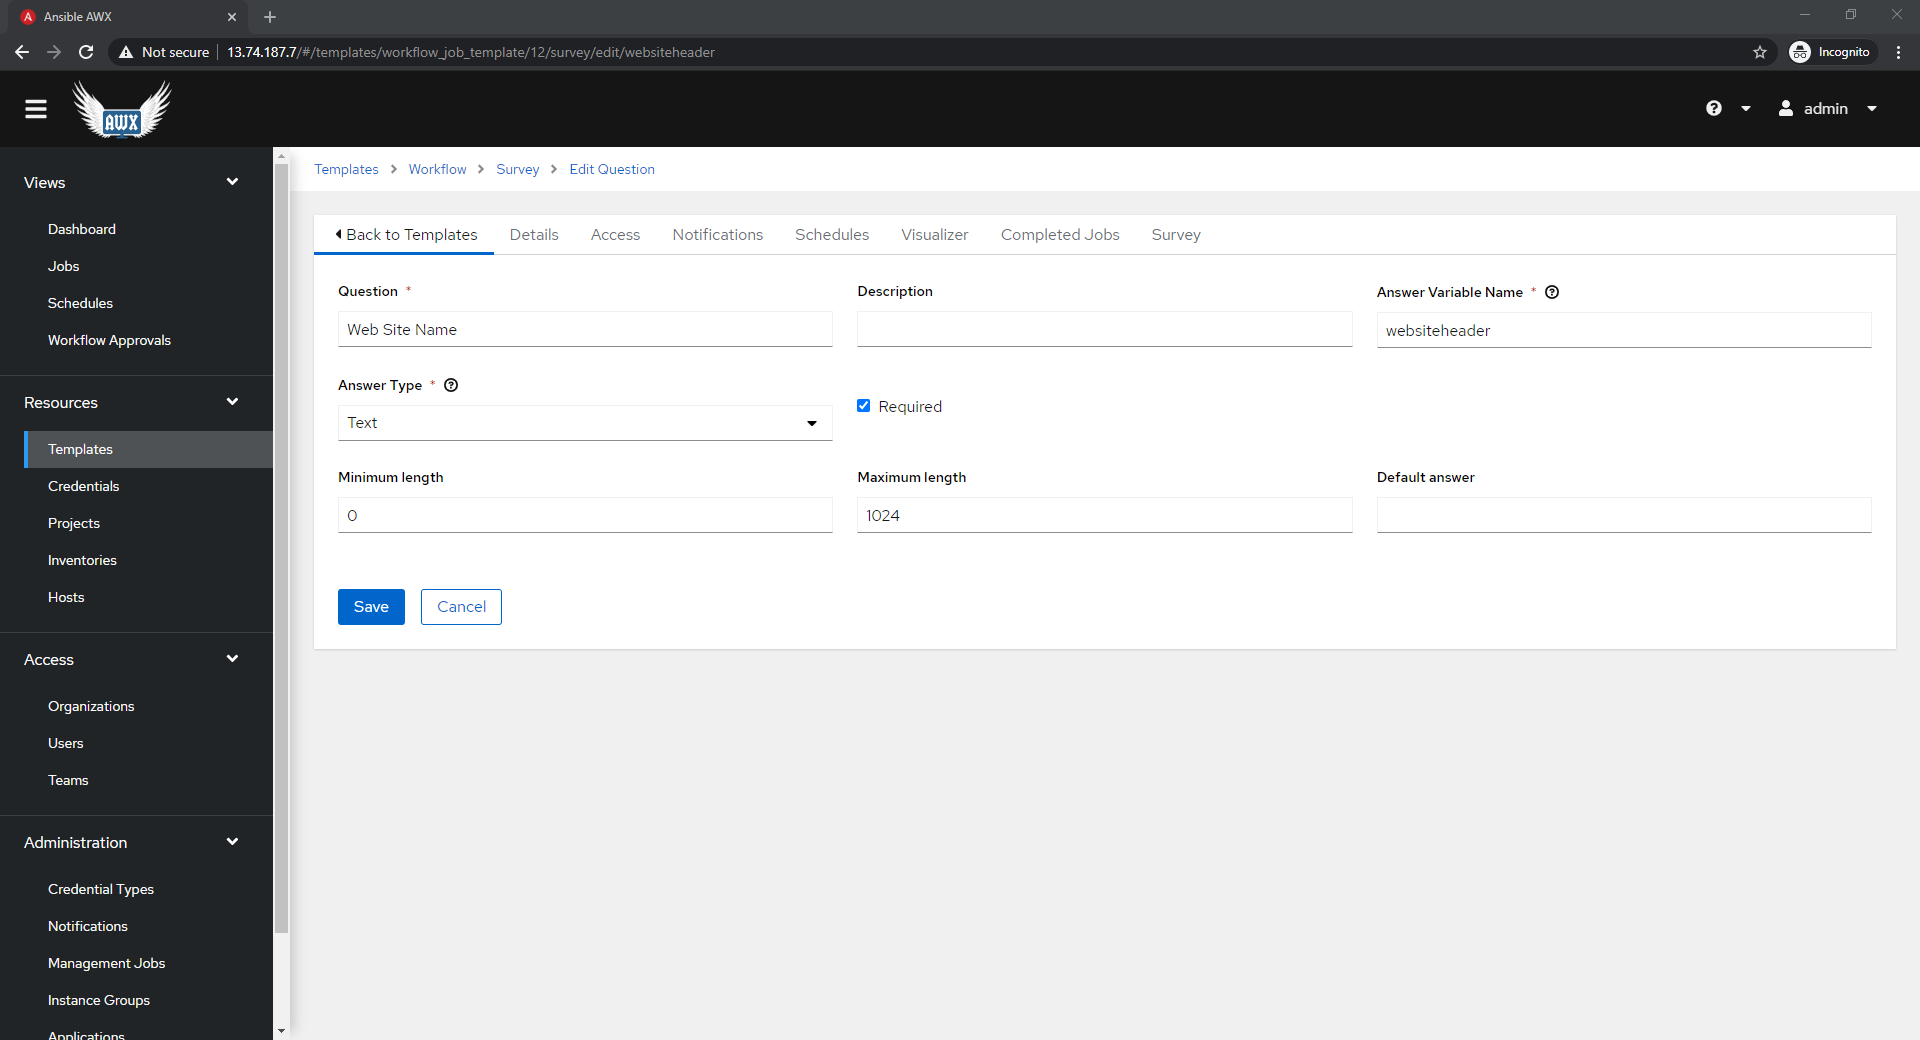 Ansible AWX
Not secure 13.74.187.7/#/templates/workflow_job_template/12/survey/edit/websiteheader
Incognito
AWX
admin
Views
Dashboard
Jobs
Schedules
Workflow Approvals
Resources
Templates
Credentials
Projects
Inventories
Hosts
Access
Organizations
Users
Teams
Administration
Credential Types
Notifications
Management Jobs
Instance Groups
Applications
Templates Workflow Survey Edit Question
Back to Templates Details Access Notifications Schedules Visualizer Completed Jobs Survey
Question * Description Answer Variable Name *
Web Site Name websiteheader
Answer Type *
Text Required
Minimum length Maximum length Default answer
0 1024
Save Cancel